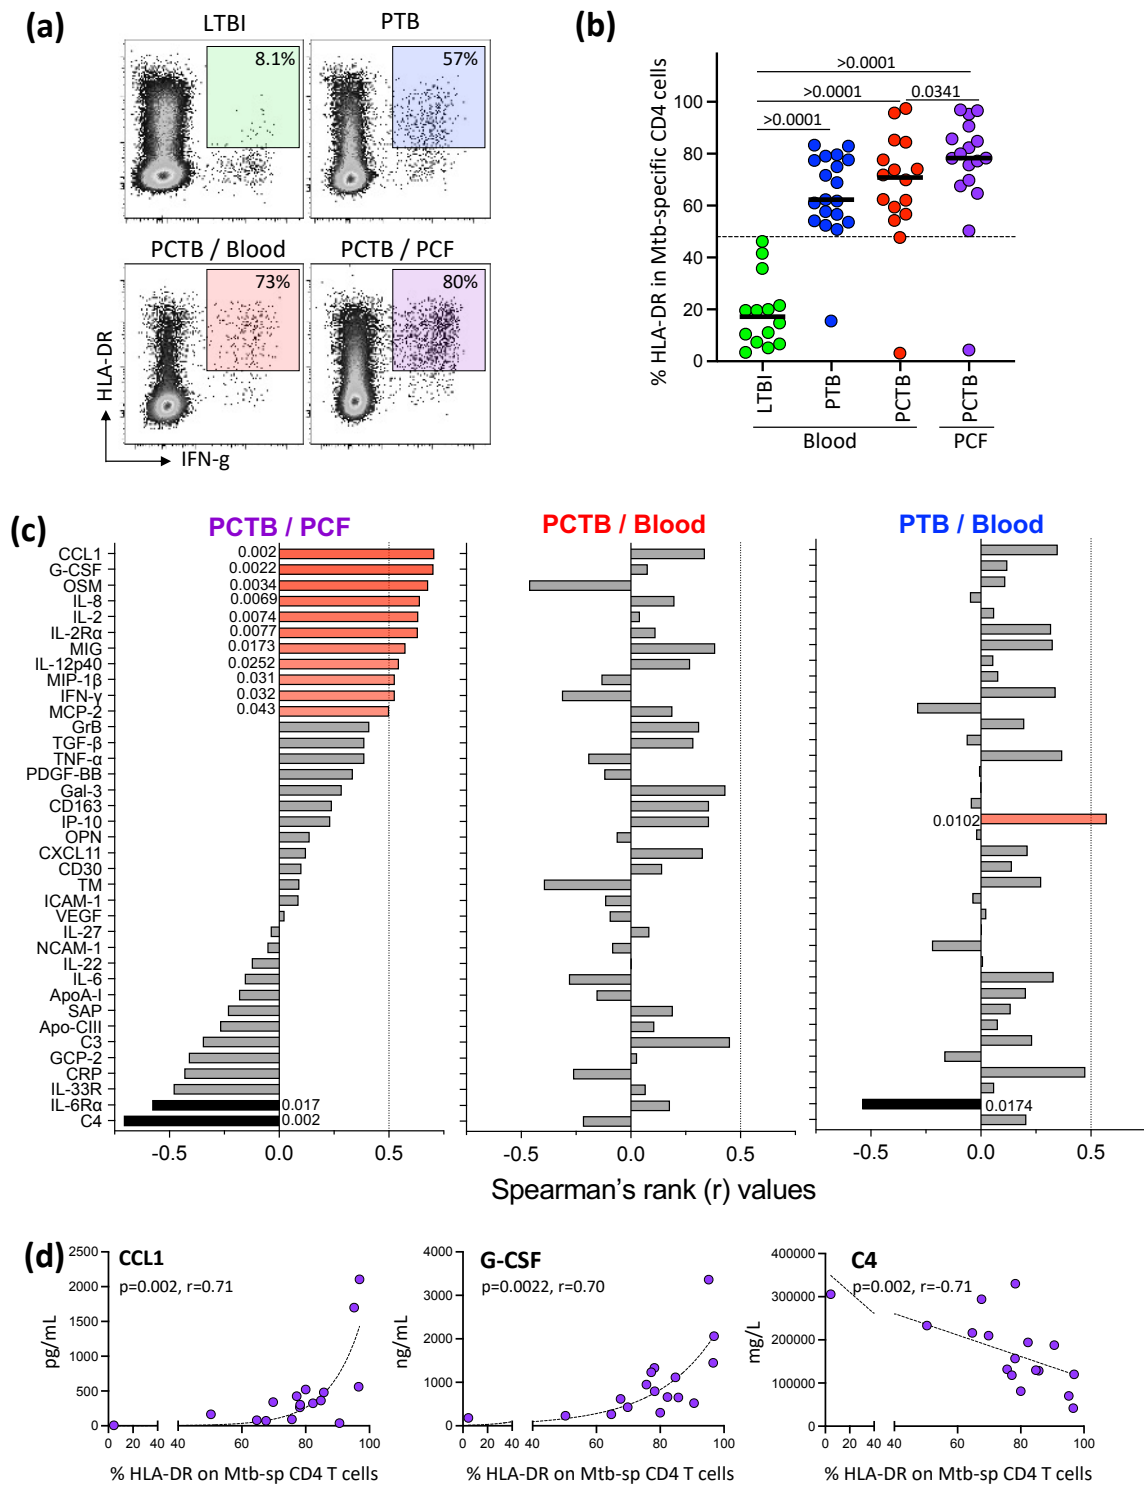 (a)
LTBI
PTB
8.1%
57%
PCTB / Blood
PCTB / PCF
73%
80%
HLA-DR
IFN-g
(b)
% HLA-DR in Mtb-specific CD4 cells
>0.0001
>0.0001
0.0341
>0.0001
100
80
60
40
20
0
LTBI
PTB
PCTB
PCTB
Blood
PCF
(c)
PCTB / PCF
PCTB / Blood
PTB / Blood
CCL1 0.002
G-CSF 0.0022
OSM 0.0034
IL-8 0.0069
IL-2 0.0074
IL-2Rα 0.0077
MIG 0.0173
IL-12p40 0.0252
MIP-1β 0.031
IFN-γ 0.032
MCP-2 0.043
GrB
TGF-β
TNF-α
PDGF-BB
Gal-3
CD163
IP-10 0.0102
OPN
CXCL11
CD30
TM
ICAM-1
VEGF
IL-27
NCAM-1
IL-22
IL-6
ApoA-I
SAP
Apo-CIII
C3
GCP-2
CRP
IL-33R
IL-6Rα 0.017 0.0174
C4 0.002
-0.5 0.0 0.5
-0.5 0.0 0.5
-0.5 0.0 0.5
Spearman's rank (r) values
(d)
CCL1
p=0.002, r=0.71
pg/mL
2500
2000
1500
1000
500
0
0 20 40 40 60 80 100
% HLA-DR on Mtb-sp CD4 T cells
G-CSF
p=0.0022, r=0.70
ng/mL
4000
3000
2000
1000
0
0 20 40 40 60 80 100
% HLA-DR on Mtb-sp CD4 T cells
C4
p=0.002, r=-0.71
mg/L
400000
300000
200000
100000
0
0 20 40 40 60 80 100
% HLA-DR on Mtb-sp CD4 T cells